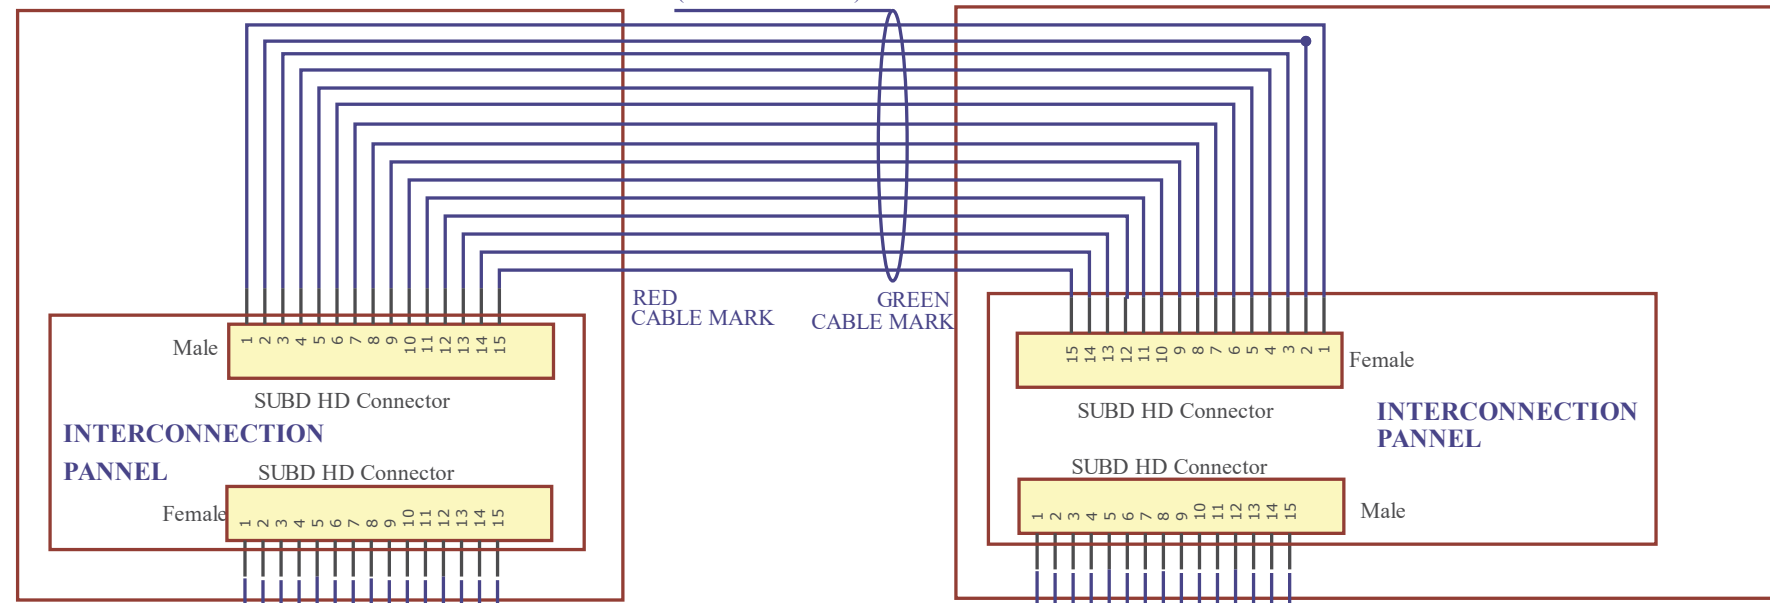 RED
CABLE MARK
GREEN
CABLE MARK
Male
1 2 3 4 5 6 7 8 9 10 11 12 13 14 15
SUBD HD Connector
INTERCONNECTION
PANNEL
SUBD HD Connector
Female
1 2 3 4 5 6 7 8 9 10 11 12 13 14 15
15 14 13 12 11 10 9 8 7 6 5 4 3 2 1
Female
SUBD HD Connector
INTERCONNECTION
PANNEL
SUBD HD Connector
1 2 3 4 5 6 7 8 9 10 11 12 13 14 15
Male